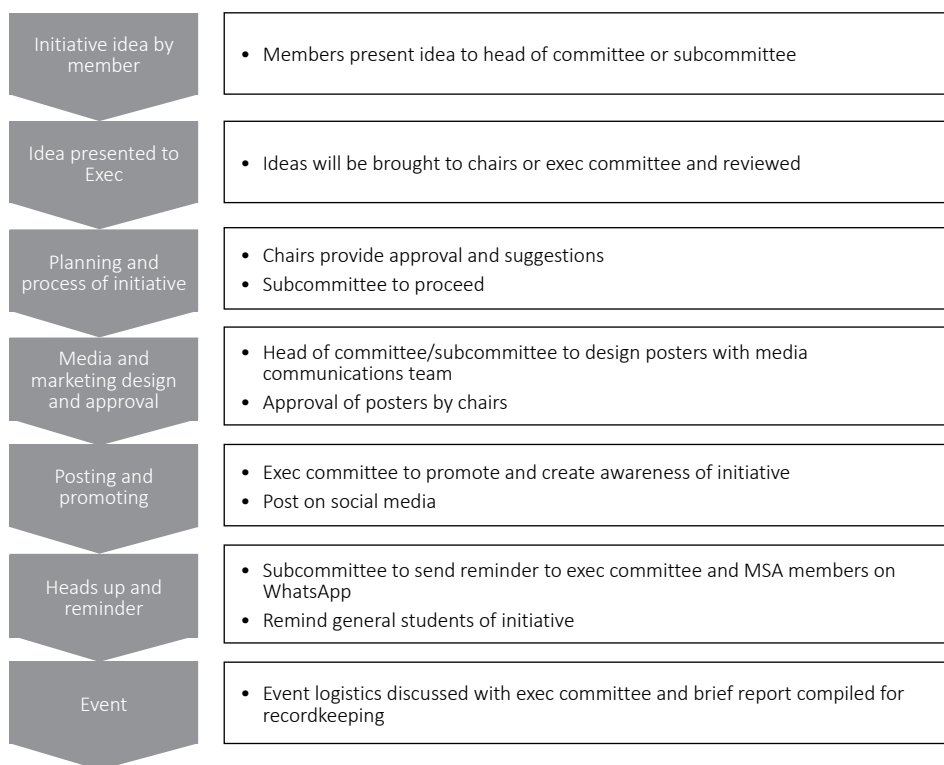 Initiative idea by
member
• Members present idea to head of committee or subcommittee
Idea presented to
Exec
• Ideas will be brought to chairs or exec committee and reviewed
Planning and
process of initiative
• Chairs provide approval and suggestions
• Subcommittee to proceed
Media and
marketing design
and approval
• Head of committee/subcommittee to design posters with media
communications team
• Approval of posters by chairs
Posting and
promoting
• Exec committee to promote and create awareness of initiative
• Post on social media
Heads up and
reminder
• Subcommittee to send reminder to exec committee and MSA members on
WhatsApp
• Remind general students of initiative
Event
• Event logistics discussed with exec committee and brief report compiled for
recordkeeping